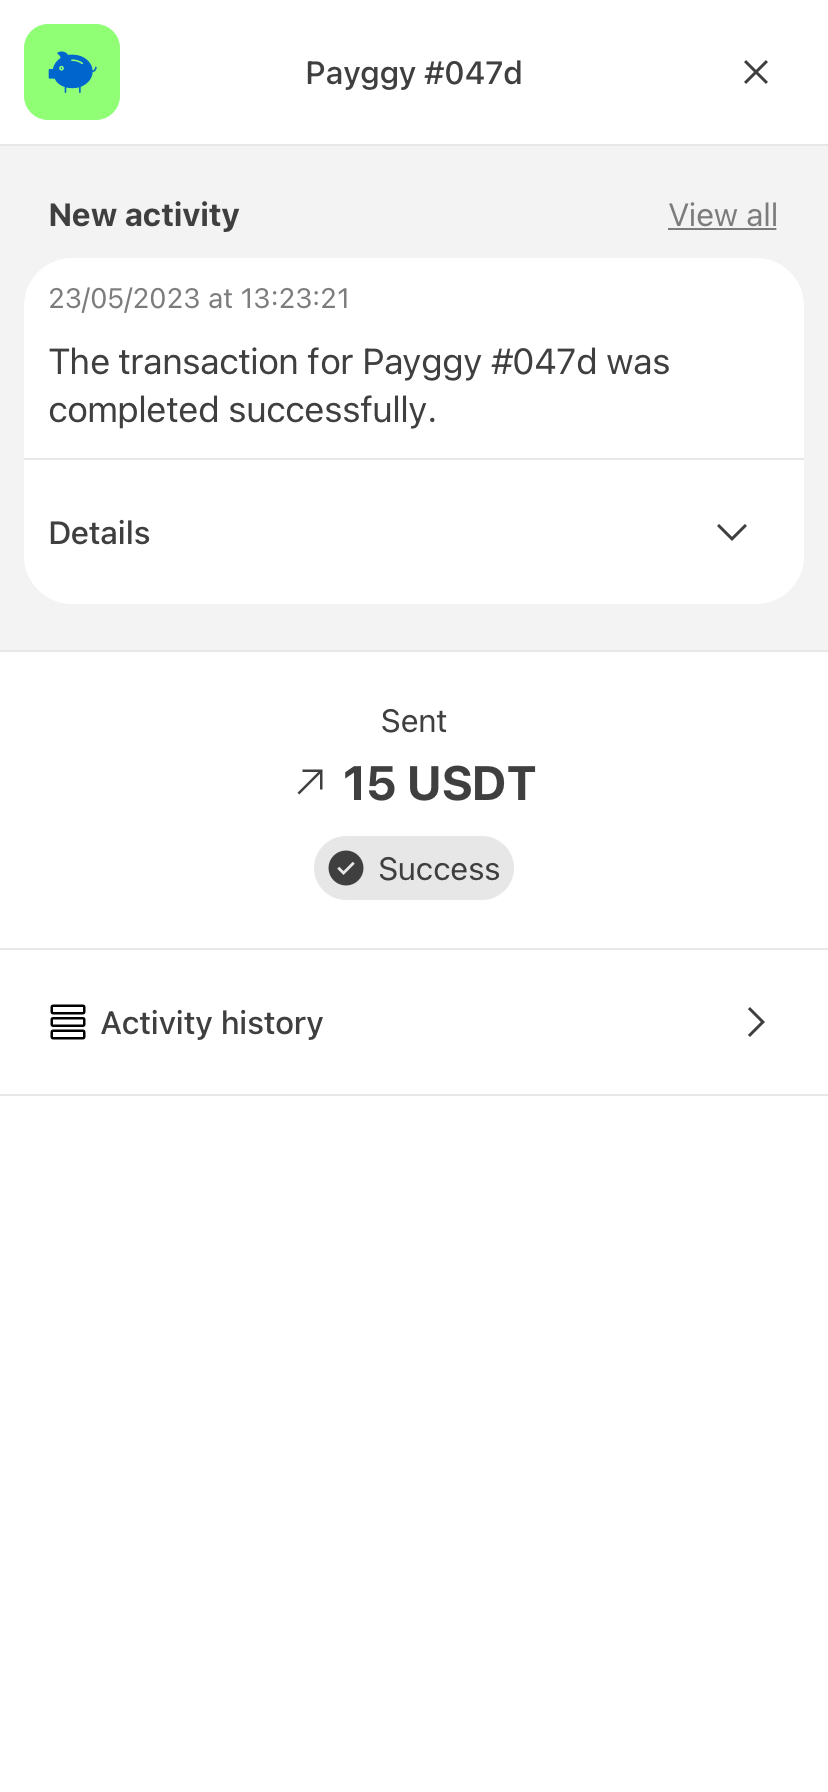 Payggy #047d
New activity
View all
23/05/2023 at 13:23:21
The transaction for Payggy #047d was
completed successfully.
Details
Sent
15 USDT
Success
Activity history